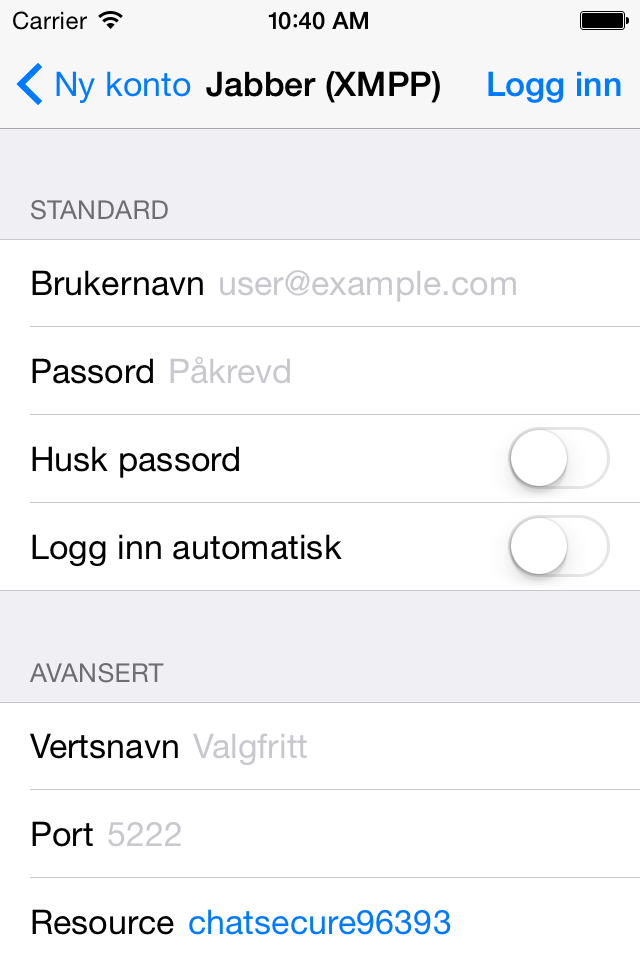 Carrier 10:40 AM
Ny konto Jabber (XMPP) Logg inn
STANDARD
Brukernavn user@example.com
Passord Påkrevd
Husk passord
Logg inn automatisk
AVANSERT
Vertsnavn Valgfritt
Port 5222
Resource chatsecure96393